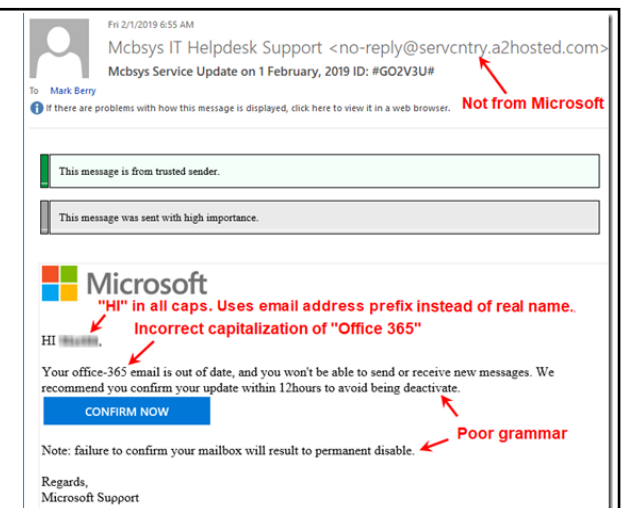 Fri 2/1/2019 6:55 AM
Mcbsys IT Helpdesk Support <no-reply@servcntry.a2hosted.com>
Mcbsys Service Update on 1 February, 2019 ID: #GO2V3U#
To Mark Berry
If there are problems with how this message is displayed, click here to view it in a web browser.
Not from Microsoft
This message is from trusted sender.
This message was sent with high importance.
Microsoft
"HI" in all caps. Uses email address prefix instead of real name.
Incorrect capitalization of "Office 365"
HI ,
Your office-365 email is out of date, and you won't be able to send or receive new messages. We
recommend you confirm your update within 12hours to avoid being deactivate.
CONFIRM NOW
Poor grammar
Note: failure to confirm your mailbox will result to permanent disable.
Regards,
Microsoft Support